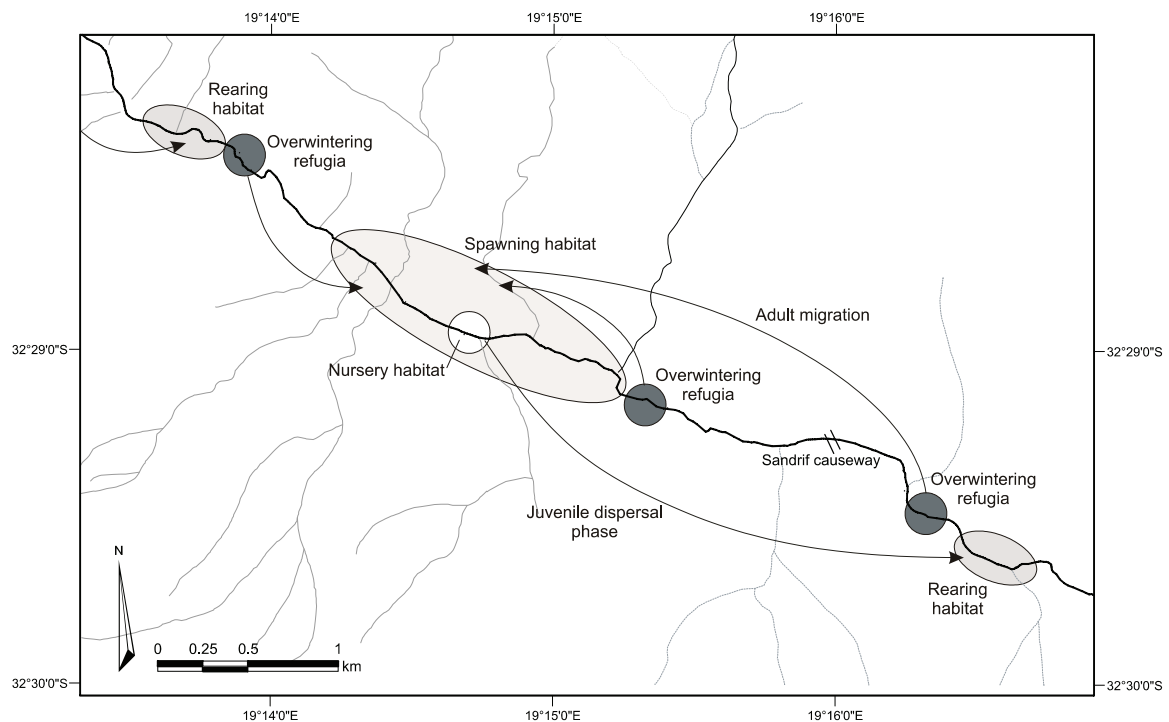 19°14'0"E
19°15'0"E
19°16'0"E
Rearing
habitat
Overwintering
refugia
Spawning habitat
Adult migration
32°29'0"S
32°29'0"S
Nursery habitat
Overwintering
refugia
Sandrif causeway
Overwintering
refugia
Juvenile dispersal
phase
N
Rearing
habitat
0 0.25 0.5 1
km
32°30'0"S
32°30'0"S
19°14'0"E
19°15'0"E
19°16'0"E